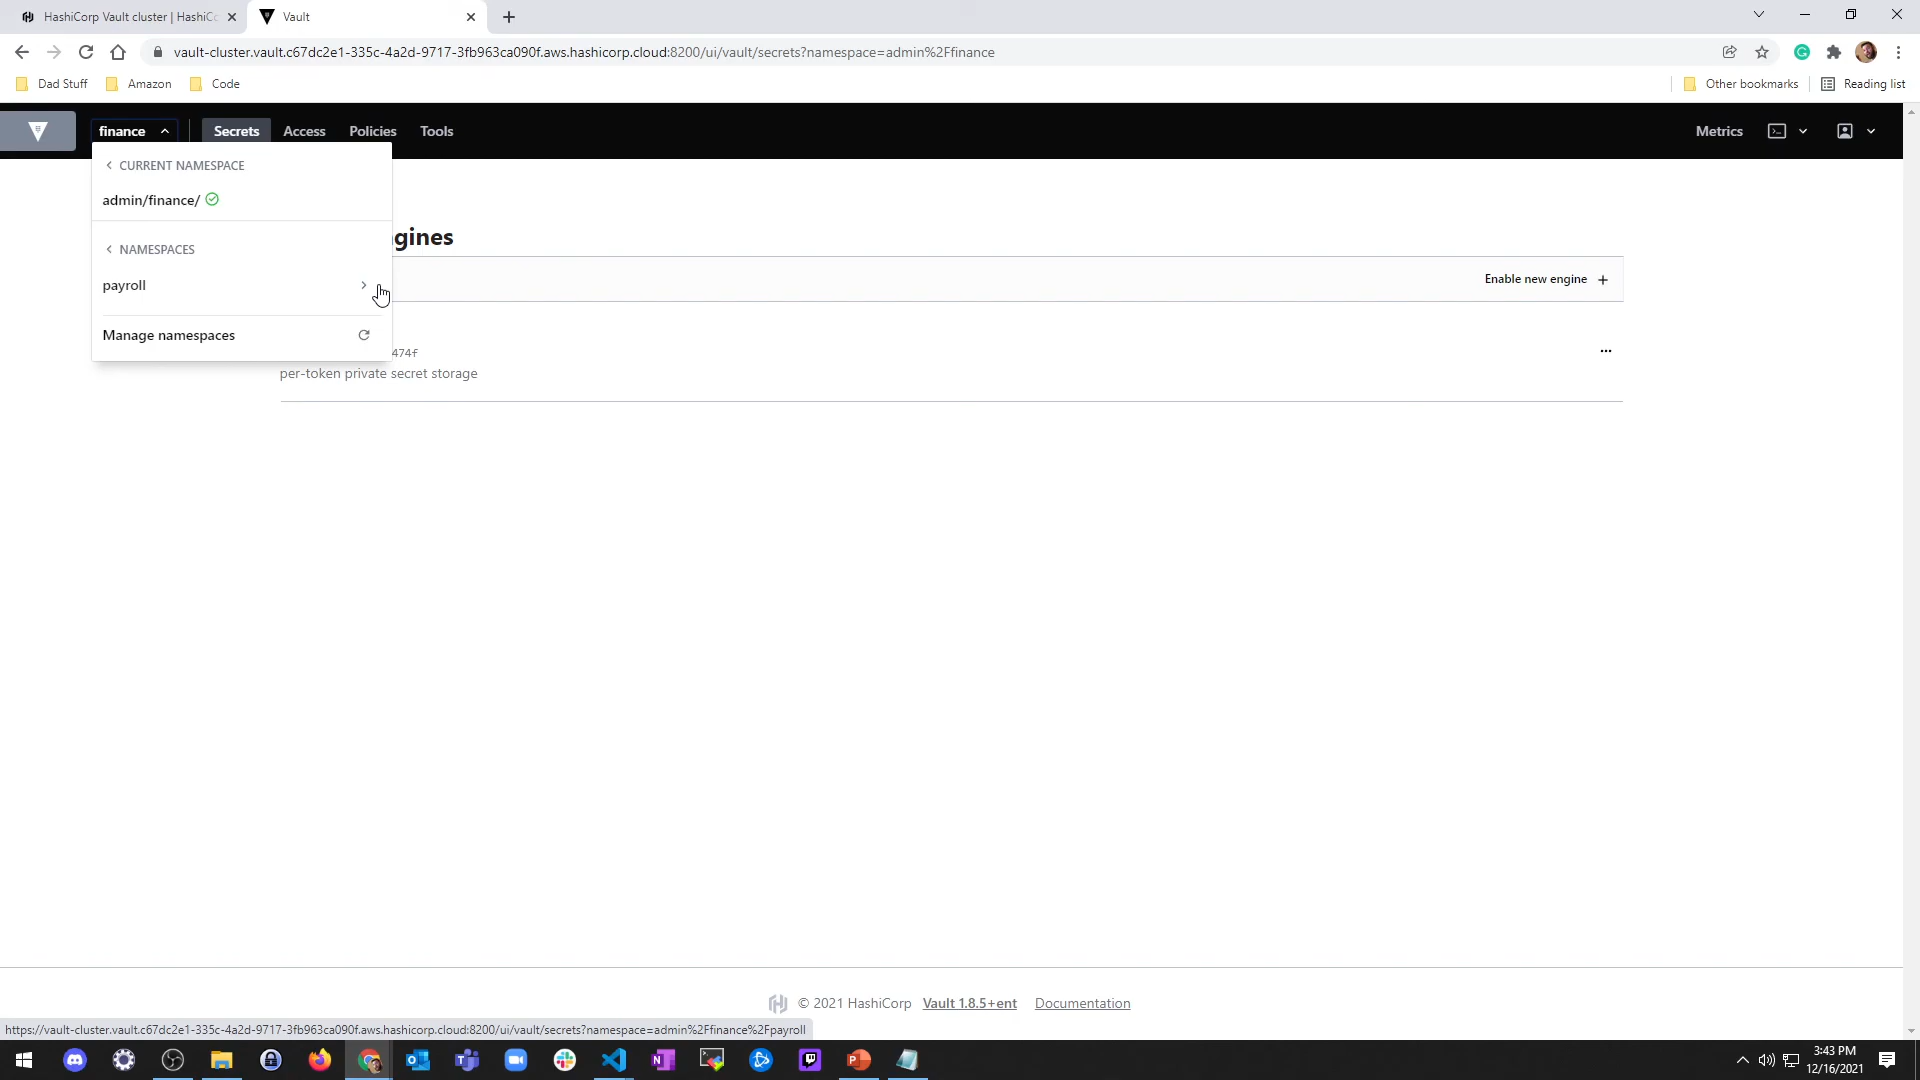 HashiCorp Vault cluster | HashiC
Vault
vault-cluster.vault.c67dc2e1-335c-4a2d-9717-3fb963ca090f.aws.hashicorp.cloud:8200/ui/vault/secrets?namespace=admin%2Ffinance
Dad Stuff
Amazon
Code
Other bookmarks
Reading list
finance
Secrets
Access
Policies
Tools
Metrics
CURRENT NAMESPACE
admin/finance/
gines
NAMESPACES
payroll
Enable new engine
Manage namespaces
474f
per-token private secret storage
© 2021 HashiCorp Vault 1.8.5+ent Documentation
https://vault-cluster.vault.c67dc2e1-335c-4a2d-9717-3fb963ca090f.aws.hashicorp.cloud:8200/ui/vault/secrets?namespace=admin%2Ffinance%2Fpayroll
3:43 PM
12/16/2021